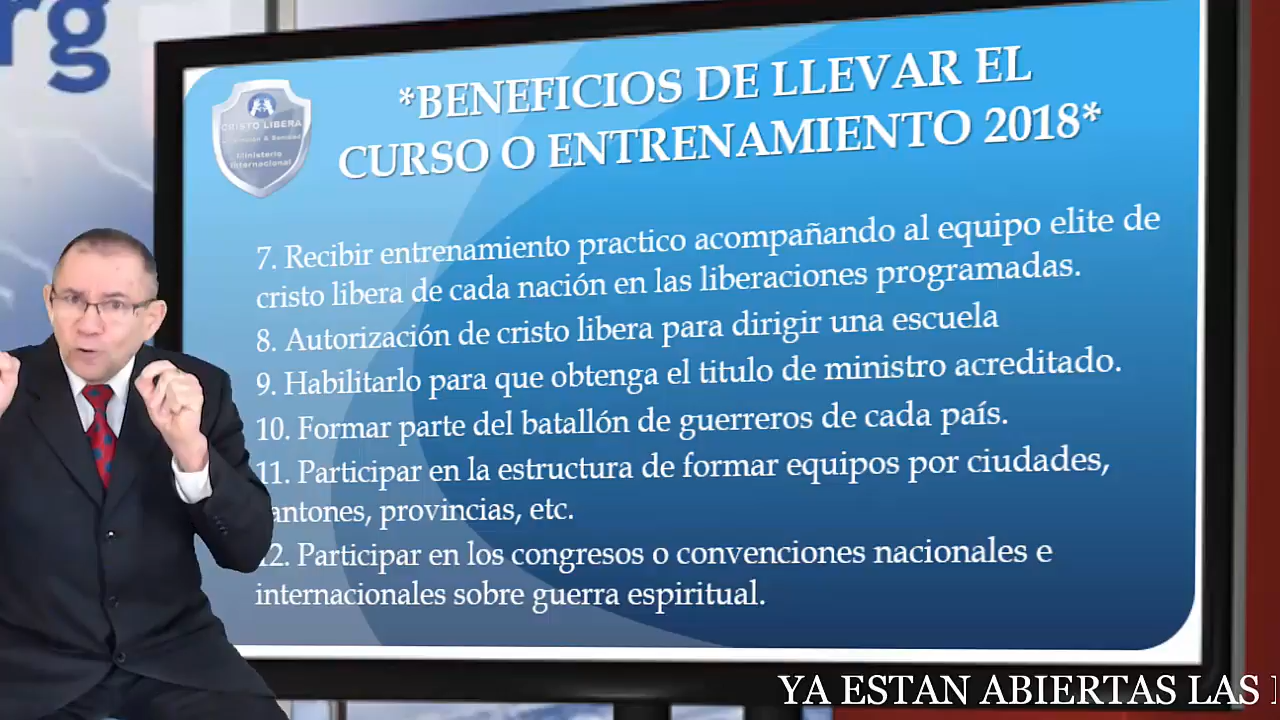 rg
CRISTO LIBERA
Ministerio
Internacional
*BENEFICIOS DE LLEVAR EL
CURSO O ENTRENAMIENTO 2018*
7. Recibir entrenamiento practico acompañando al equipo elite de
cristo libera de cada nación en las liberaciones programadas.
8. Autorización de cristo libera para dirigir una escuela
9. Habilitarlo para que obtenga el titulo de ministro acreditado.
10. Formar parte del batallón de guerreros de cada país.
11. Participar en la estructura de formar equipos por ciudades,
antones, provincias, etc.
12. Participar en los congresos o convenciones nacionales e
internacionales sobre guerra espiritual.
YA ESTAN ABIERTAS LAS